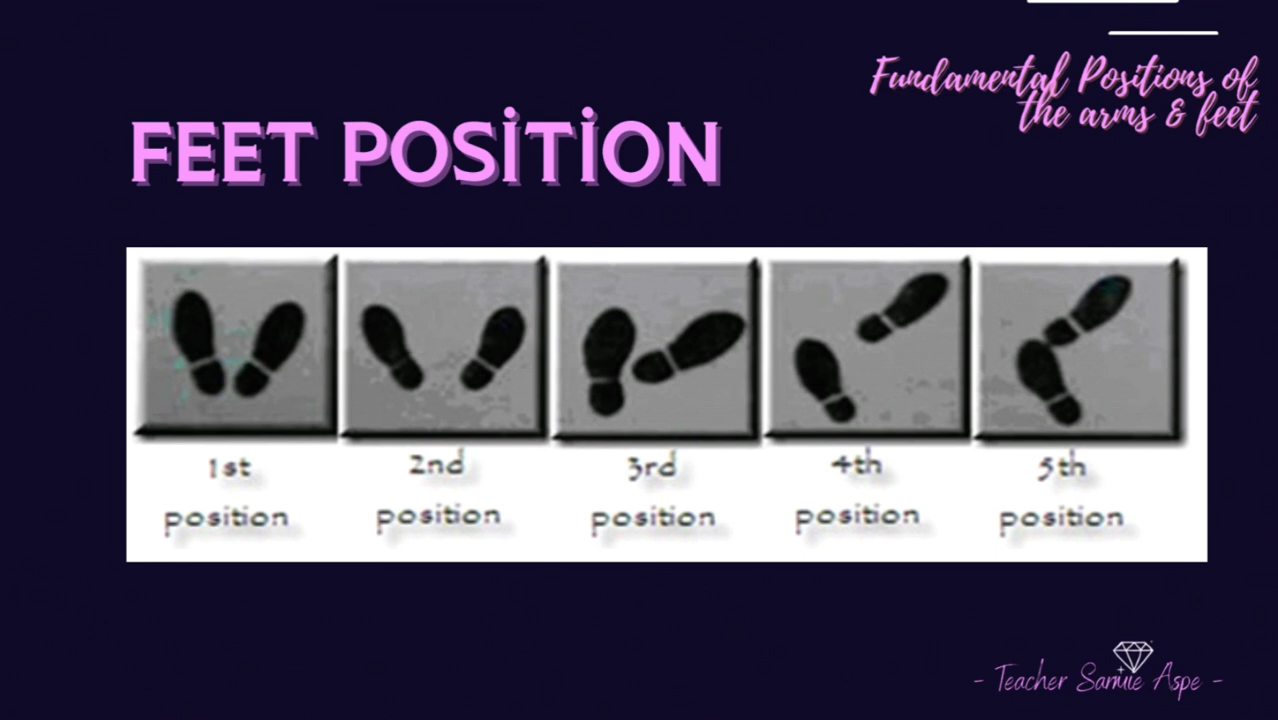 Fundamental Positions of
the arms & feet
FEET POSİTİON
1st
position
2nd
position
3rd
position
4th
position
5th
position
- Teacher Samie Aspe -